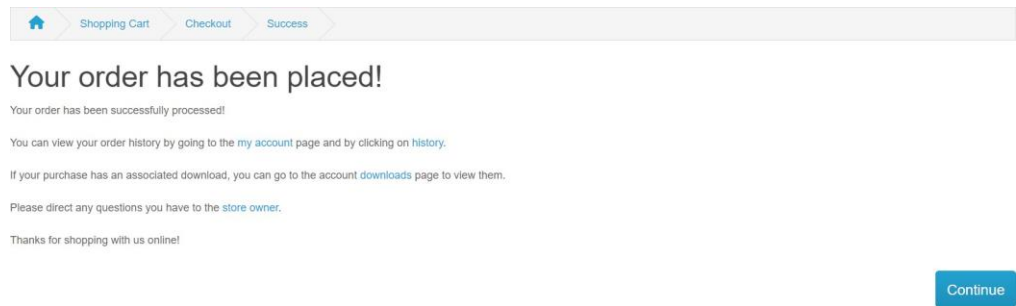 Shopping Cart Checkout Success
Your order has been placed!
Your order has been successfully processed!
You can view your order history by going to the my account page and by clicking on history.
If your purchase has an associated download, you can go to the account downloads page to view them.
Please direct any questions you have to the store owner.
Thanks for shopping with us online!
Continue